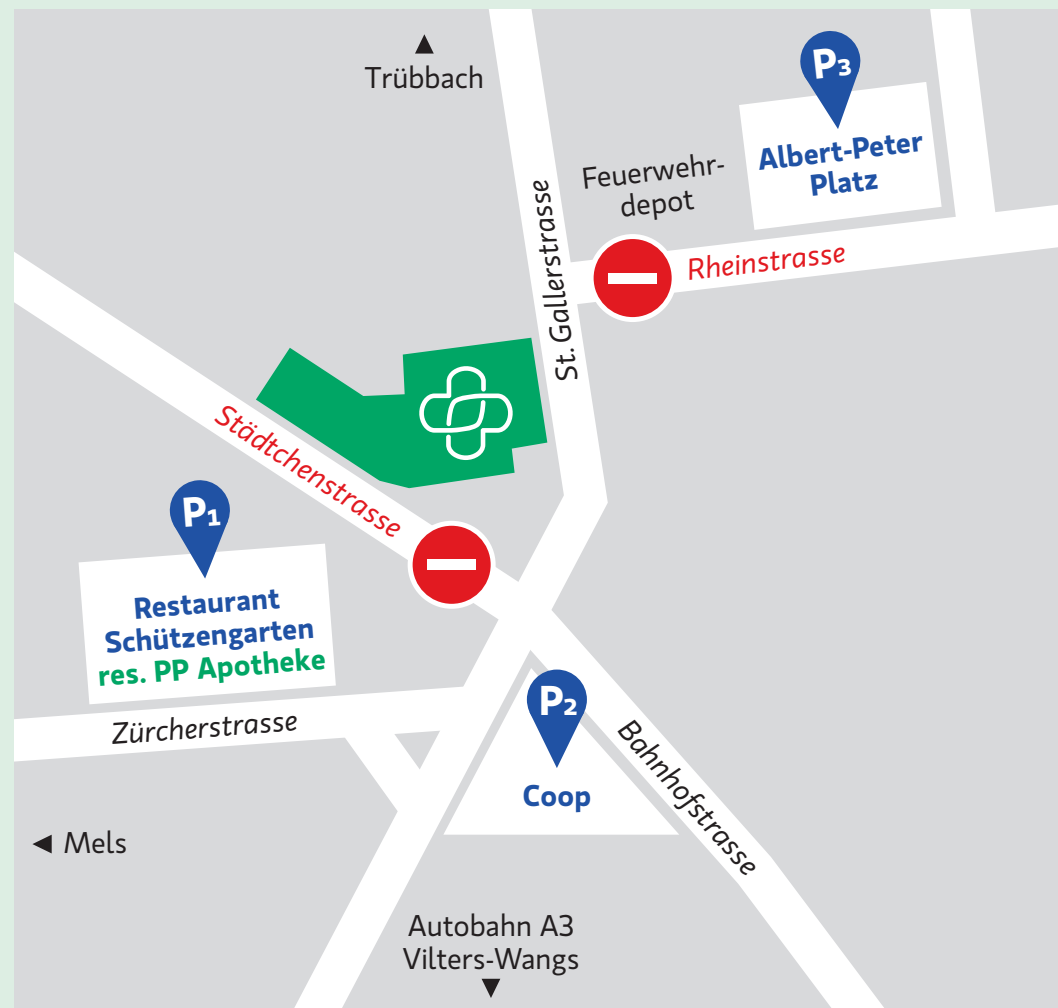 Trübbach
P3
Albert-Peter
Platz
Feuerwehr-
depot
St. Gallerstrasse
Rheinstrasse
Städtchenstrasse
P1
Restaurant
Schützengarten
res. PP Apotheke
Zürcherstrasse
P2
Coop
Bahnhofstrasse
Mels
Autobahn A3
Vilters-Wangs